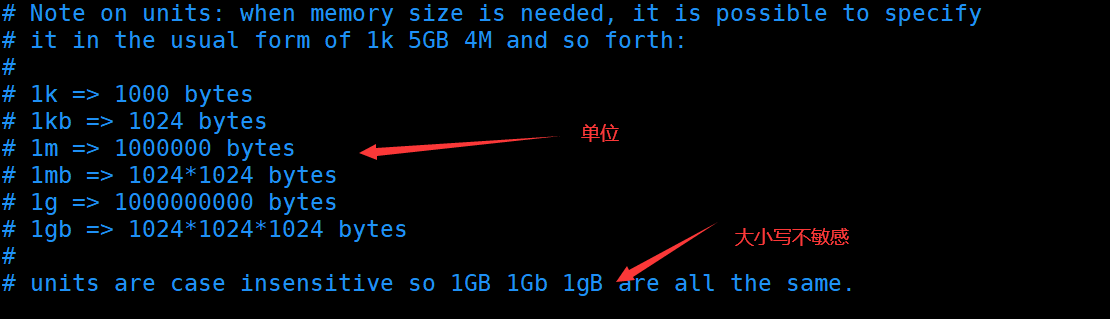 # Note on units: when memory size is needed, it is possible to specify
# it in the usual form of 1k 5GB 4M and so forth:
#
# 1k => 1000 bytes
# 1kb => 1024 bytes
# 1m => 1000000 bytes
单位
# 1mb => 1024*1024 bytes
# 1g => 1000000000 bytes
# 1gb => 1024*1024*1024 bytes
大小写不敏感
#
# units are case insensitive so 1GB 1Gb 1gB are all the same.